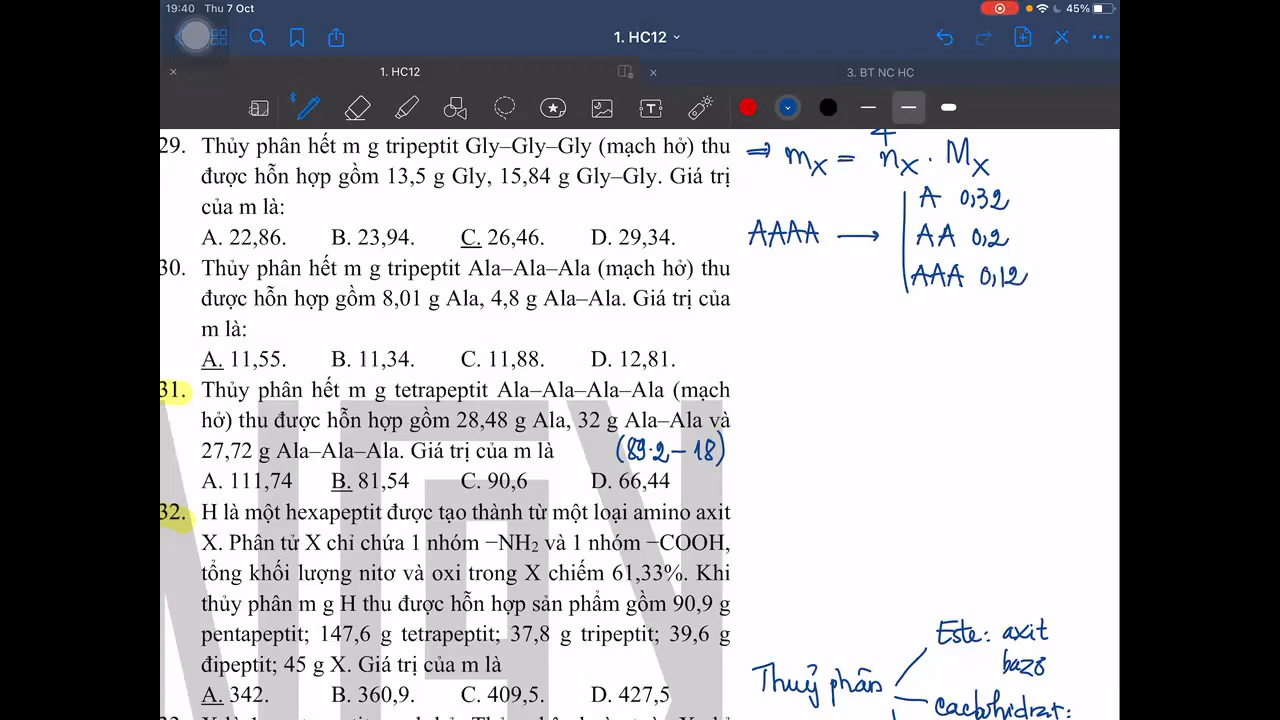 19:40 Thu 7 Oct
45%
1. HC12
1. HC12
3. BT NC HC
29. Thủy phân hết m g tripeptit Gly–Gly–Gly (mạch hở) thu
được hỗn hợp gồm 13,5 g Gly, 15,84 g Gly–Gly. Giá trị
của m là:
A. 22,86. B. 23,94. C. 26,46. D. 29,34.
30. Thủy phân hết m g tripeptit Ala–Ala–Ala (mạch hở) thu
được hỗn hợp gồm 8,01 g Ala, 4,8 g Ala–Ala. Giá trị của
m là:
A. 11,55. B. 11,34. C. 11,88. D. 12,81.
31. Thủy phân hết m g tetrapeptit Ala–Ala–Ala–Ala (mạch
hở) thu được hỗn hợp gồm 28,48 g Ala, 32 g Ala–Ala và
27,72 g Ala–Ala–Ala. Giá trị của m là
(89.2 – 18)
A. 111,74 B. 81,54 C. 90,6 D. 66,44
32. H là một hexapeptit được tạo thành từ một loại amino axit
X. Phân tử X chỉ chứa 1 nhóm −NH₂ và 1 nhóm −COOH,
tổng khối lượng nitơ và oxi trong X chiếm 61,33%. Khi
thủy phân m g H thu được hỗn hợp sản phẩm gồm 90,9 g
pentapeptit; 147,6 g tetrapeptit; 37,8 g tripeptit; 39,6 g
đipeptit; 45 g X. Giá trị của m là
A. 342. B. 360,9. C. 409,5. D. 427,5
4
⇒ mX = nX . MX
A 0,32
AAAA → AA 0,2
AAA 0,12
Este: axit
bazơ
Thuỷ phân
cacbohidrat: